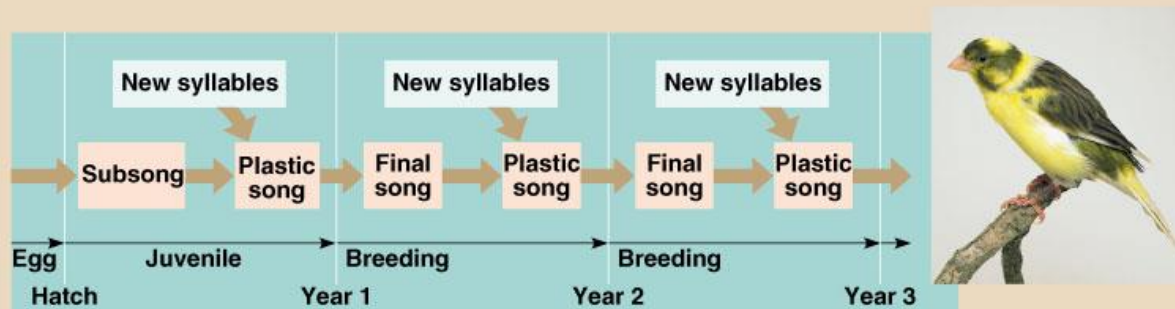 New syllables
New syllables
New syllables
Subsong
Plastic
song
Final
song
Plastic
song
Final
song
Plastic
song
Egg
Juvenile
Breeding
Breeding
Hatch
Year 1
Year 2
Year 3